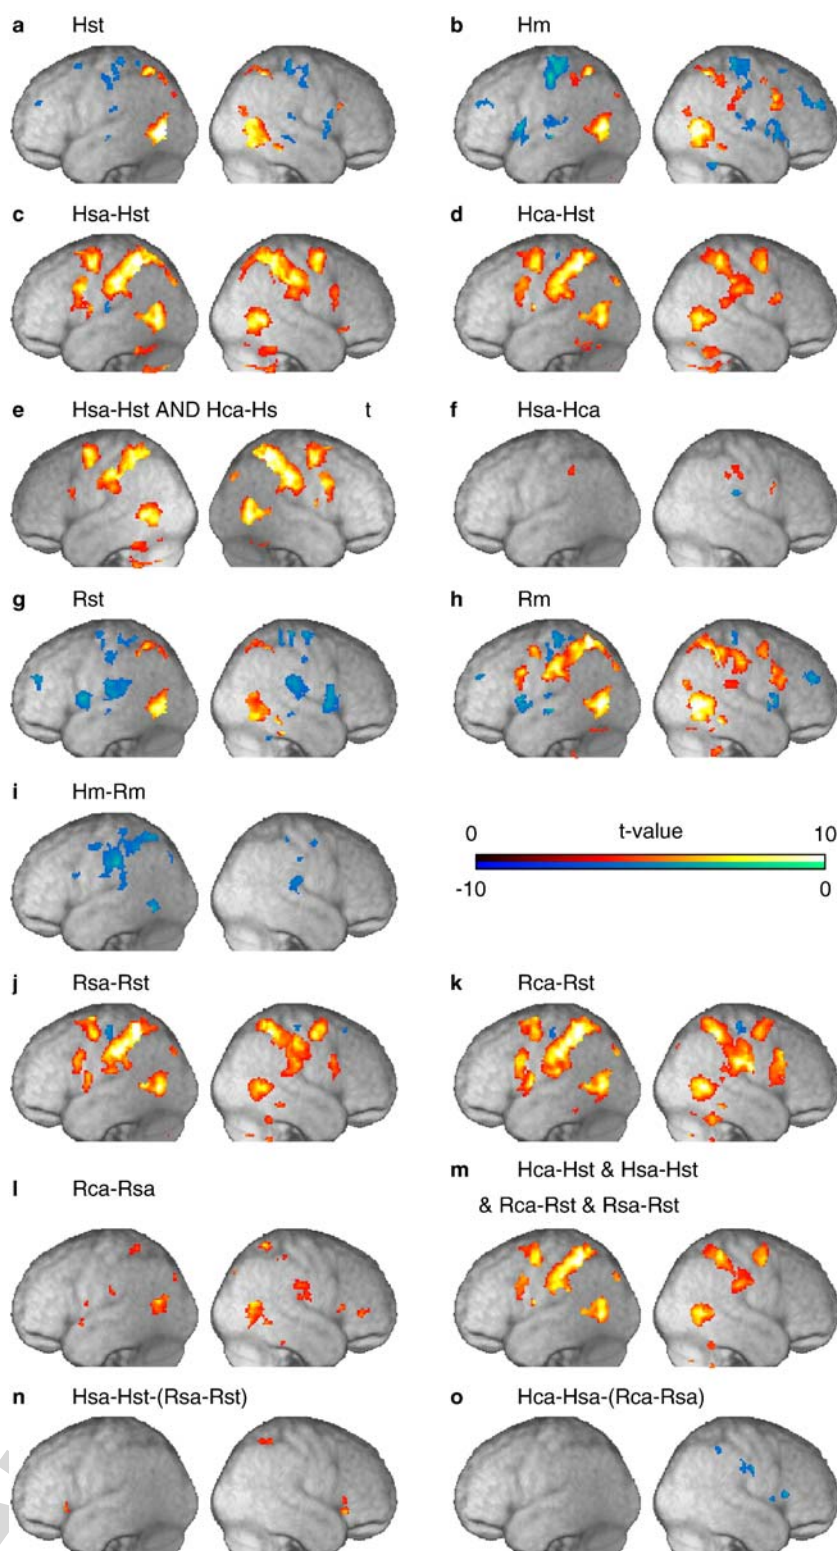 a Hst
b Hm
c Hsa-Hst
d Hca-Hst
e Hsa-Hst AND Hca-Hs t
f Hsa-Hca
g Rst
h Rm
i Hm-Rm
0 t-value 10
-10 0
j Rsa-Rst
k Rca-Rst
l Rca-Rsa
m Hca-Hst & Hsa-Hst
& Rca-Rst & Rsa-Rst
n Hsa-Hst-(Rsa-Rst)
o Hca-Hsa-(Rca-Rsa)